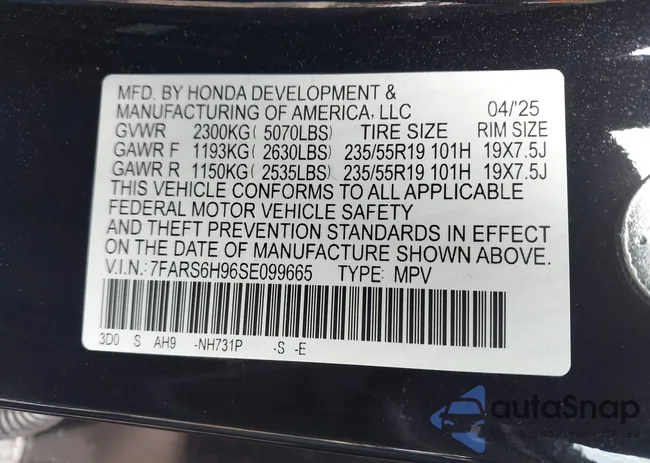 MFD. BY HONDA DEVELOPMENT &
MANUFACTURING OF AMERICA, LLC 04/'25
GVWR 2300KG( 5070LBS) TIRE SIZE RIM SIZE
GAWR F 1193KG( 2630LBS) 235/55R19 101H 19X7.5J
GAWR R 1150KG( 2535LBS) 235/55R19 101H 19X7.5J
THIS VEHICLE CONFORMS TO ALL APPLICABLE
FEDERAL MOTOR VEHICLE SAFETY
AND THEFT PREVENTION STANDARDS IN EFFECT
ON THE DATE OF MANUFACTURE SHOWN ABOVE.
V.I.N.: 7FARS6H96SE099665 TYPE: MPV
3D0 S AH9 -NH731P -S -E
autoSnap